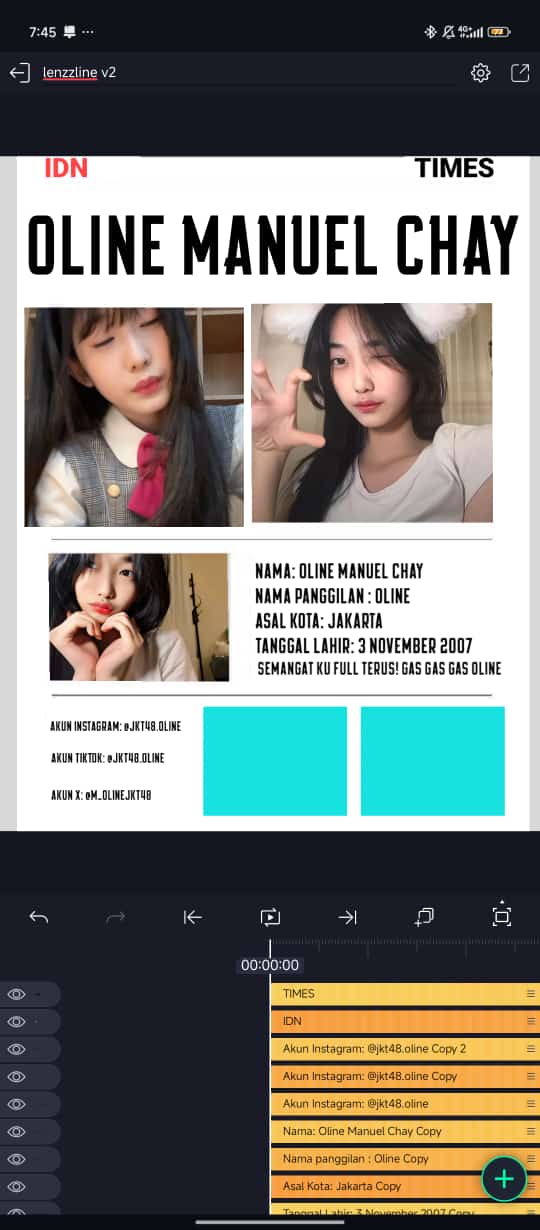 7:45
4G+
lenzzline v2
IDN TIMES
OLINE MANUEL CHAY
NAMA: OLINE MANUEL CHAY
NAMA PANGGILAN : OLINE
ASAL KOTA: JAKARTA
TANGGAL LAHIR: 3 NOVEMBER 2007
SEMANGAT KU FULL TERUS! GAS GAS GAS OLINE
AKUN INSTAGRAM: @JKT48.OLINE
AKUN TIKTOK: @JKT48.OLINE
AKUN X: @M_OLINEJKT48
00:00:00
TIMES
IDN
Akun Instagram: @jkt48.oline Copy 2
Akun Instagram: @jkt48.oline Copy
Akun Instagram: @jkt48.oline
Nama: Oline Manuel Chay Copy
Nama panggilan : Oline Copy
Asal Kota: Jakarta Copy
Tanggal Lahir: 3 November 2007 Copy